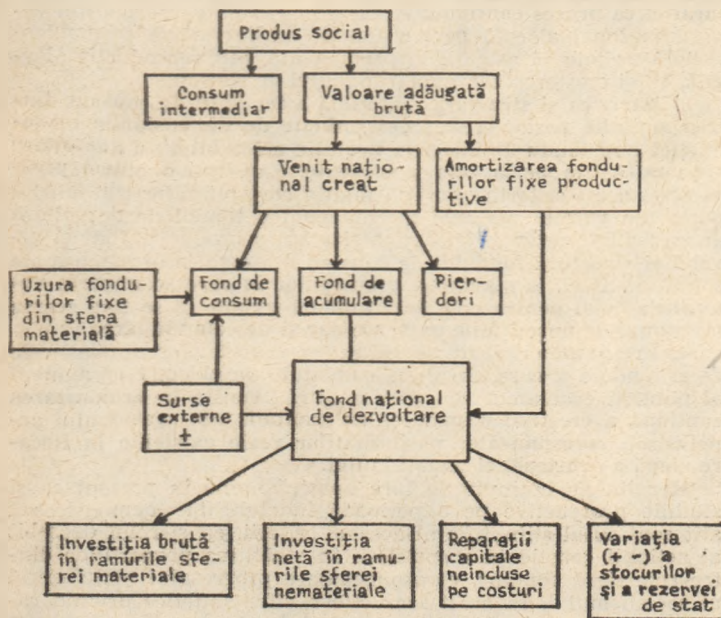 Produs social
Consum
intermediar
Valoare adăugată
brută
Venit nați-
onal creat
Amortizarea fondu-
rilor fixe produc-
tive
Uzura fondu-
rilor fixe
din sfera
materială
Fond de
consum
Fond de
acumulare
Pier-
deri
Surse
externe
±
Fond național
de dezvoltare
Investiția brută
în ramurile sfe-
rei materiale
Investiția
netă în ramu-
rile sferei
nemateriale
Reparații
capitale
neincluse
pe costuri
Variația
(+ -) a
stocurilor
și a rezervei
de stat